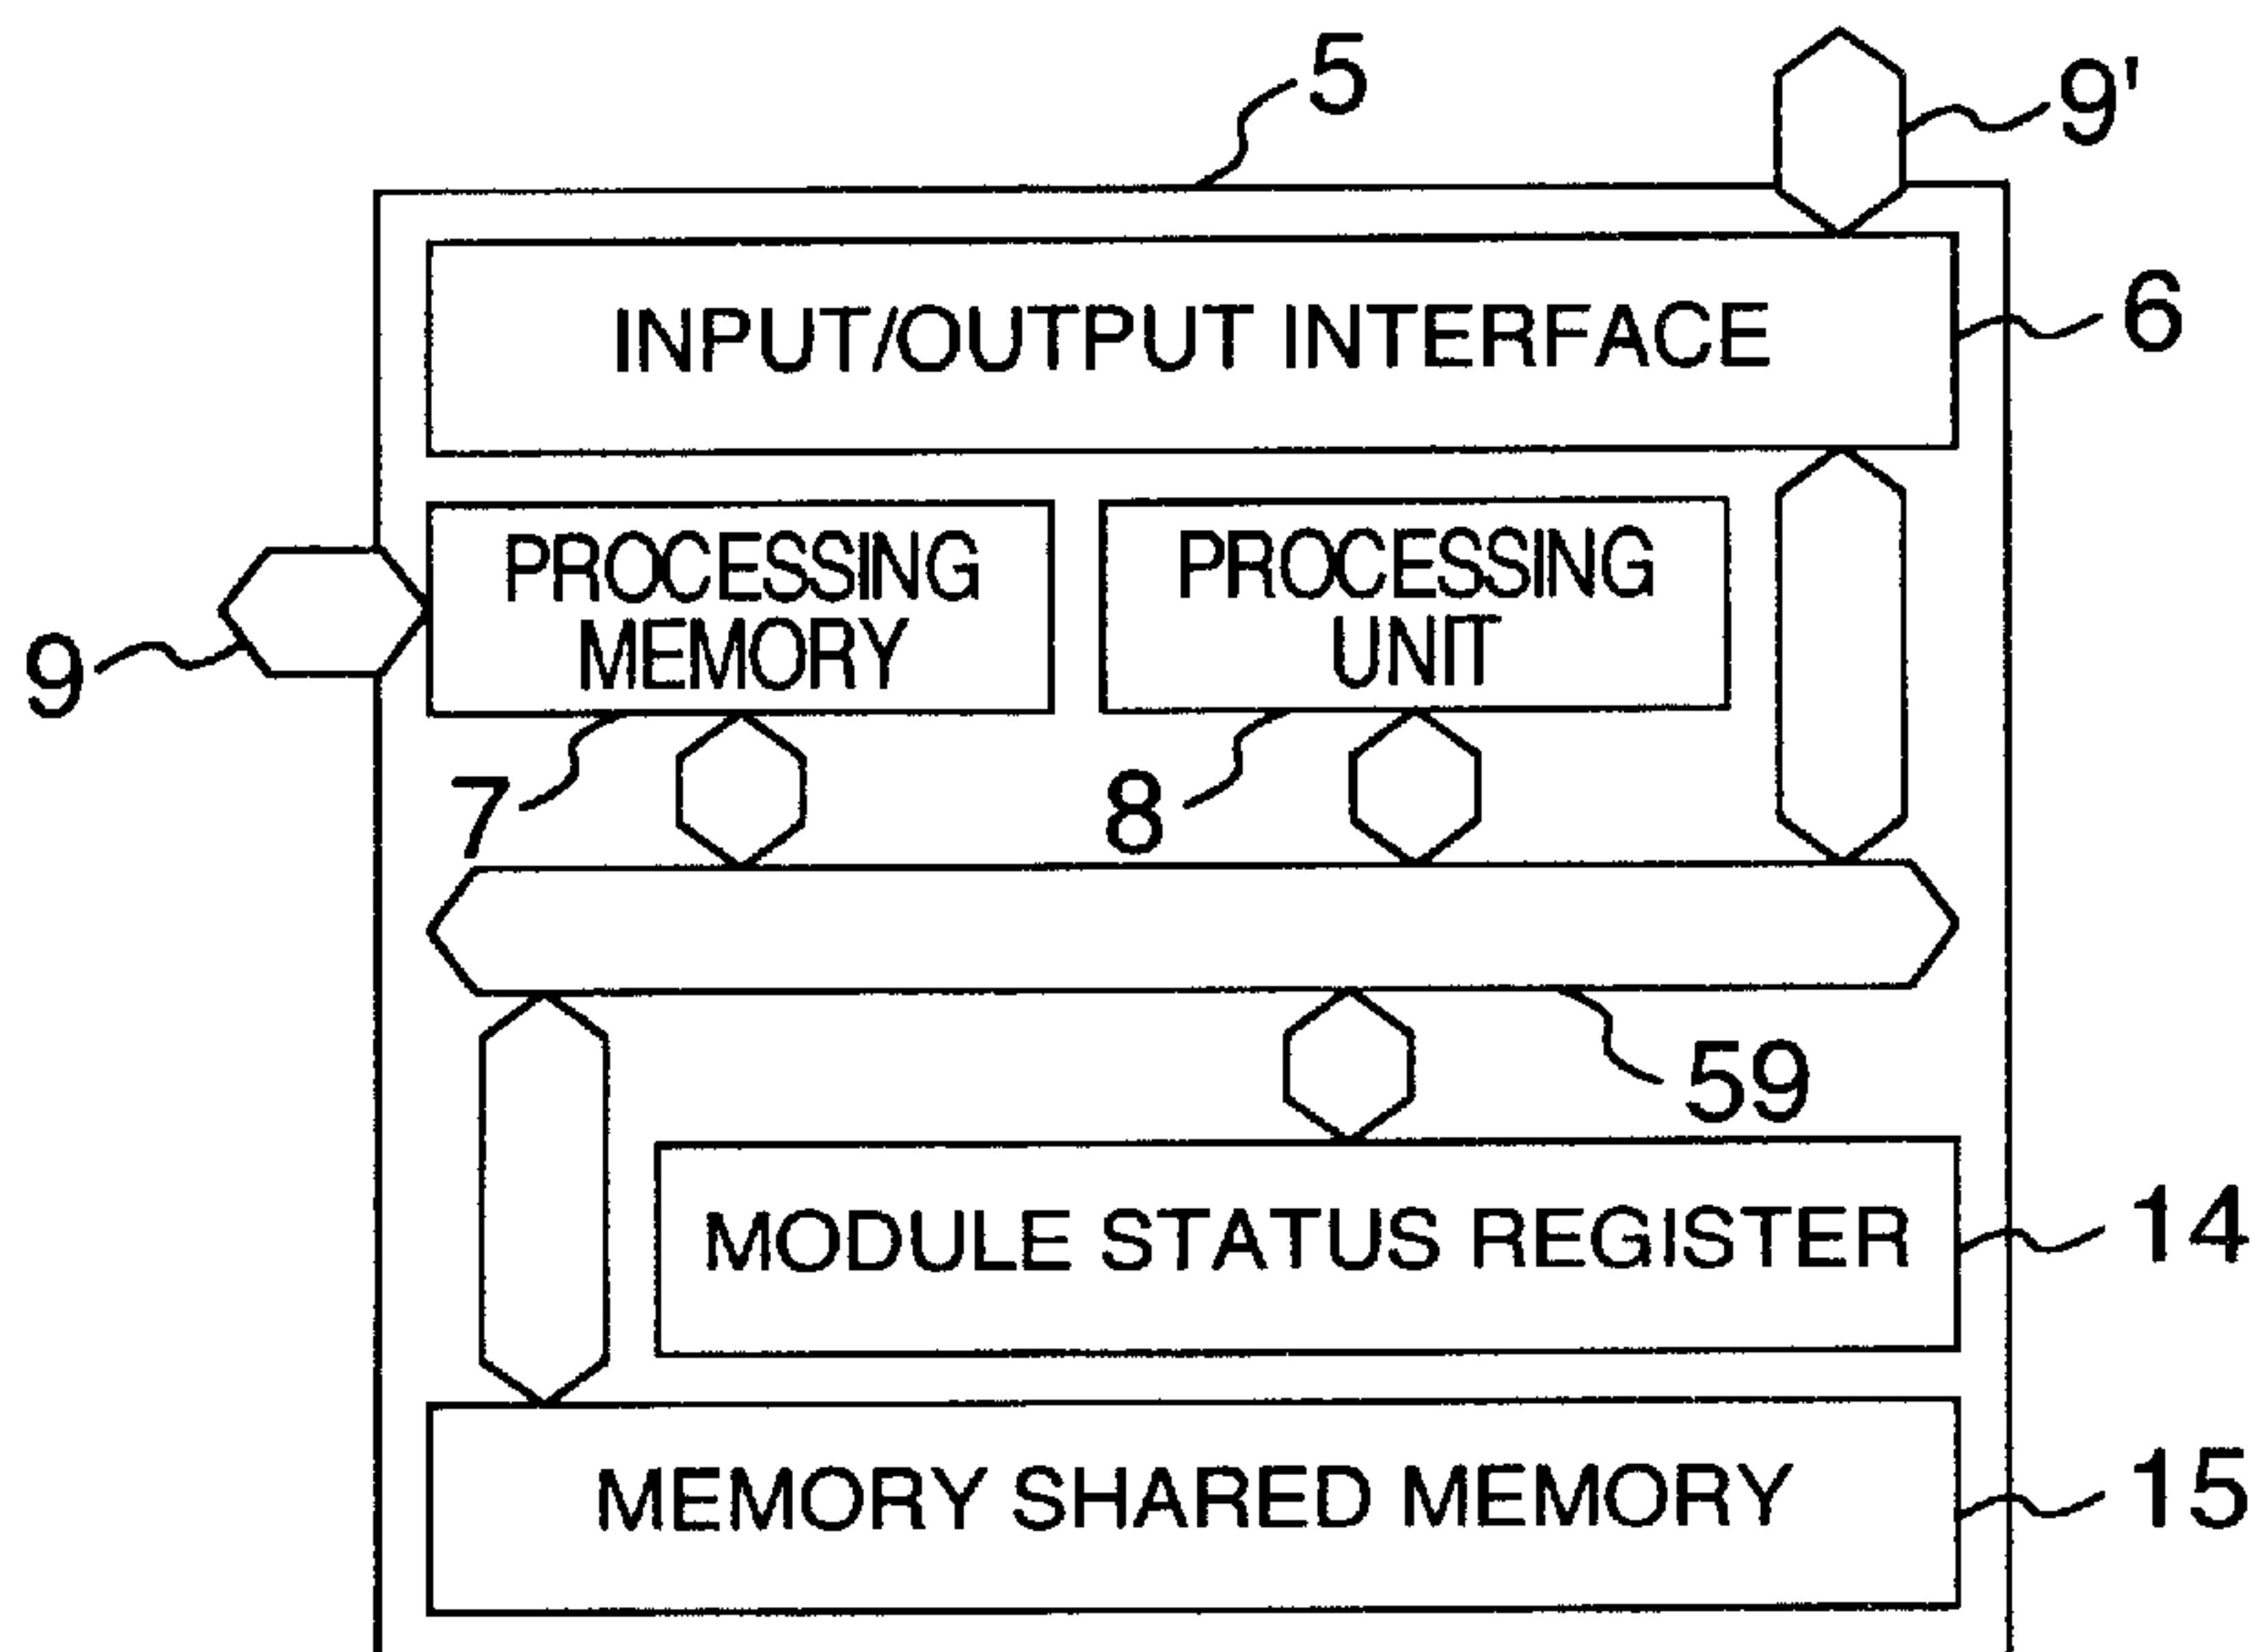 5
9'
INPUT/OUTPUT INTERFACE
6
PROCESSING
MEMORY
PROCESSING
UNIT
9
7
8
59
MODULE STATUS REGISTER
14
MEMORY SHARED MEMORY
15